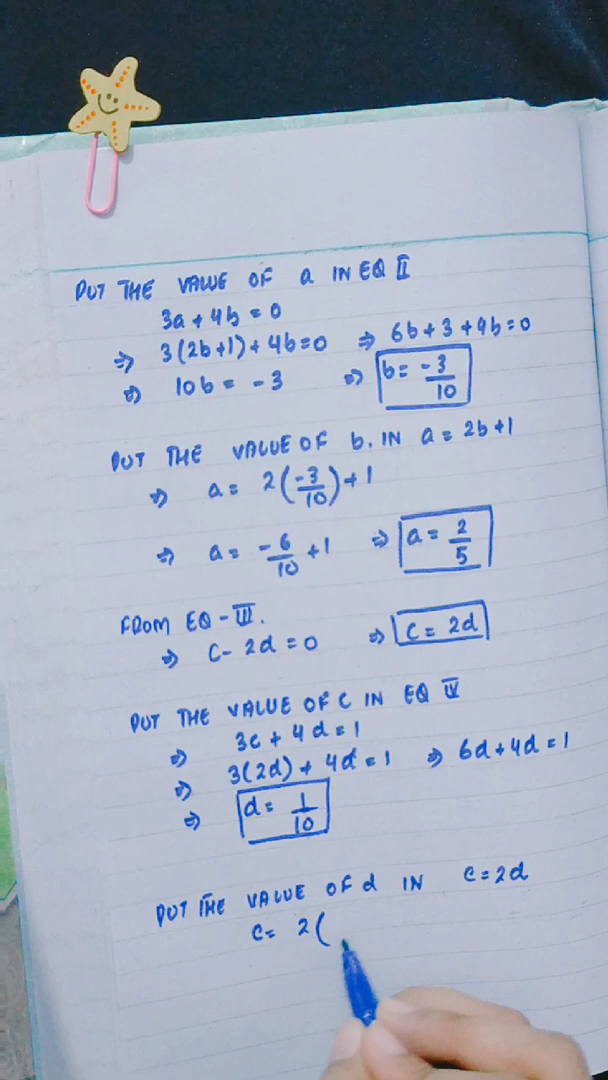 PUT THE VALUE OF a IN EQ II
3a + 4b = 0
⇒ 3(2b+1) + 4b = 0 ⇒ 6b + 3 + 4b = 0
⇒ 10b = -3 ⇒ b = -3/10
PUT THE VALUE OF b. IN a = 2b+1
⇒ a = 2(-3/10) + 1
⇒ a = -6/10 + 1 ⇒ a = 2/5
FROM EQ - III.
⇒ C - 2d = 0 ⇒ C = 2d
PUT THE VALUE OF C IN EQ IV
⇒ 3c + 4d = 1
⇒ 3(2d) + 4d = 1 ⇒ 6d + 4d = 1
⇒ d = 1/10
PUT THE VALUE OF d IN C = 2d
C = 2(